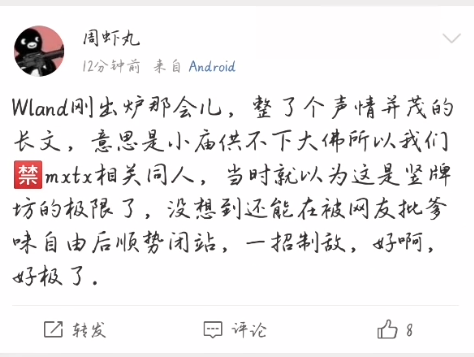 周虾丸
12分钟前 来自 Android
Wland刚出炉那会儿，整了个声情并茂的
长文，意思是小庙供不下大佛所以我们
🈲mxtx相关同人，当时就以为这是竖牌
坊的极限了，没想到还能在被网友批爹
味自由后顺势闭站，一招制敌，好啊，
好极了.
转发 评论 8